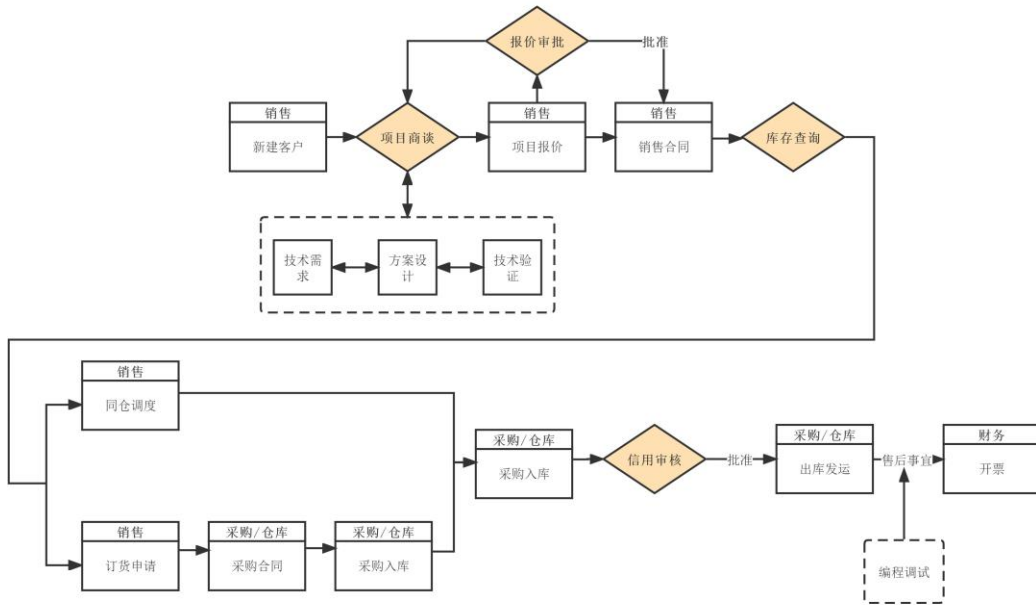 报价审批
批准
销售
新建客户
项目商谈
销售
项目报价
销售
销售合同
库存查询
技术需
求
方案设
计
技术验
证
销售
同仓调度
采购/仓库
采购入库
信用审核
批准
采购/仓库
出库发运
售后事宜
财务
开票
销售
订货申请
采购/仓库
采购合同
采购/仓库
采购入库
编程调试